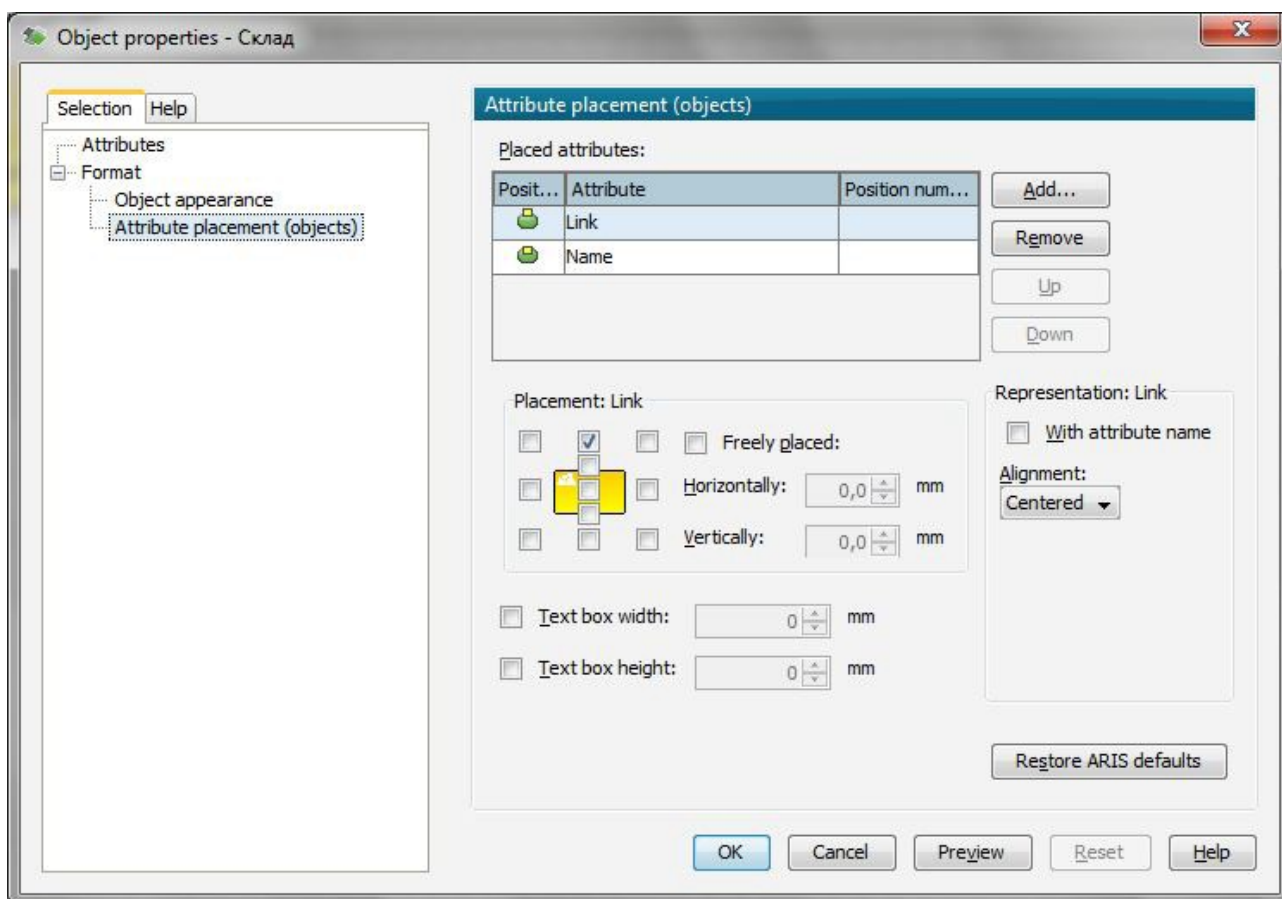 Object properties - Склад
x
Selection Help
Attributes
Format
Object appearance
Attribute placement (objects)
Attribute placement (objects)
Placed attributes:
Posit... Attribute Position num...
Link
Name
Add...
Remove
Up
Down
Placement: Link
Freely placed:
Horizontally: 0,0 mm
Vertically: 0,0 mm
Text box width: 0 mm
Text box height: 0 mm
Representation: Link
With attribute name
Alignment:
Centered
Restore ARIS defaults
OK Cancel Preview Reset Help